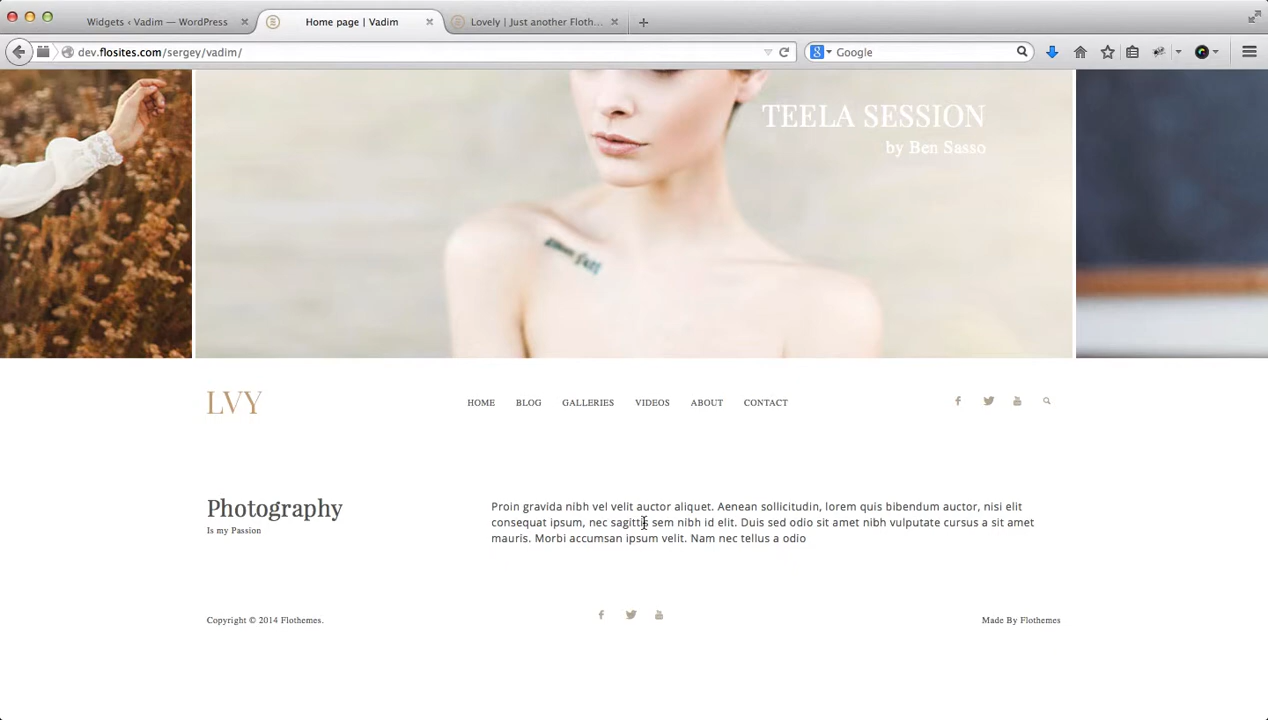 Widgets ‹ Vadim — WordPress
Home page | Vadim
Lovely | Just another Floth...
dev.flosites.com/sergey/vadim/
Google
TEELA SESSION
by Ben Sasso
LVY
HOME
BLOG
GALLERIES
VIDEOS
ABOUT
CONTACT
Photography
Is my Passion
Proin gravida nibh vel velit auctor aliquet. Aenean sollicitudin, lorem quis bibendum auctor, nisi elit
consequat ipsum, nec sagittis sem nibh id elit. Duis sed odio sit amet nibh vulputate cursus a sit amet
mauris. Morbi accumsan ipsum velit. Nam nec tellus a odio
Copyright © 2014 Flothemes.
Made By Flothemes